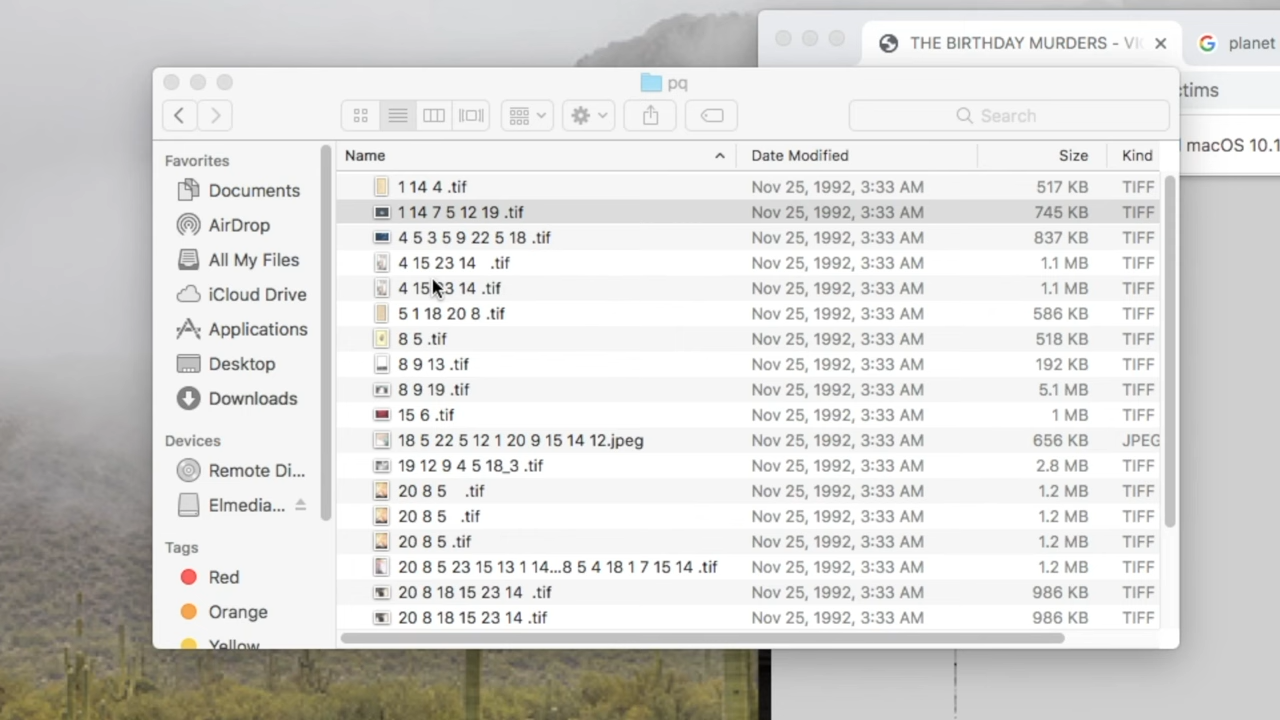 THE BIRTHDAY MURDERS - VI
planet
pq
ctims
Search
macOS 10.1
Favorites
Name Date Modified Size Kind
Documents
AirDrop
All My Files
iCloud Drive
Applications
Desktop
Downloads
Devices
Remote Di...
Elmedia...
Tags
Red
Orange
Yellow
1 14 4 .tif Nov 25, 1992, 3:33 AM 517 KB TIFF
1 14 7 5 12 19 .tif Nov 25, 1992, 3:33 AM 745 KB TIFF
4 5 3 5 9 22 5 18 .tif Nov 25, 1992, 3:33 AM 837 KB TIFF
4 15 23 14 .tif Nov 25, 1992, 3:33 AM 1.1 MB TIFF
4 15 23 14 .tif Nov 25, 1992, 3:33 AM 1.1 MB TIFF
5 1 18 20 8 .tif Nov 25, 1992, 3:33 AM 586 KB TIFF
8 5 .tif Nov 25, 1992, 3:33 AM 518 KB TIFF
8 9 13 .tif Nov 25, 1992, 3:33 AM 192 KB TIFF
8 9 19 .tif Nov 25, 1992, 3:33 AM 5.1 MB TIFF
15 6 .tif Nov 25, 1992, 3:33 AM 1 MB TIFF
18 5 22 5 12 1 20 9 15 14 12.jpeg Nov 25, 1992, 3:33 AM 656 KB JPEG
19 12 9 4 5 18_3 .tif Nov 25, 1992, 3:33 AM 2.8 MB TIFF
20 8 5 .tif Nov 25, 1992, 3:33 AM 1.2 MB TIFF
20 8 5 .tif Nov 25, 1992, 3:33 AM 1.2 MB TIFF
20 8 5 .tif Nov 25, 1992, 3:33 AM 1.2 MB TIFF
20 8 5 23 15 13 1 14...8 5 4 18 1 7 15 14 .tif Nov 25, 1992, 3:33 AM 1.2 MB TIFF
20 8 18 15 23 14 .tif Nov 25, 1992, 3:33 AM 986 KB TIFF
20 8 18 15 23 14 .tif Nov 25, 1992, 3:33 AM 986 KB TIFF